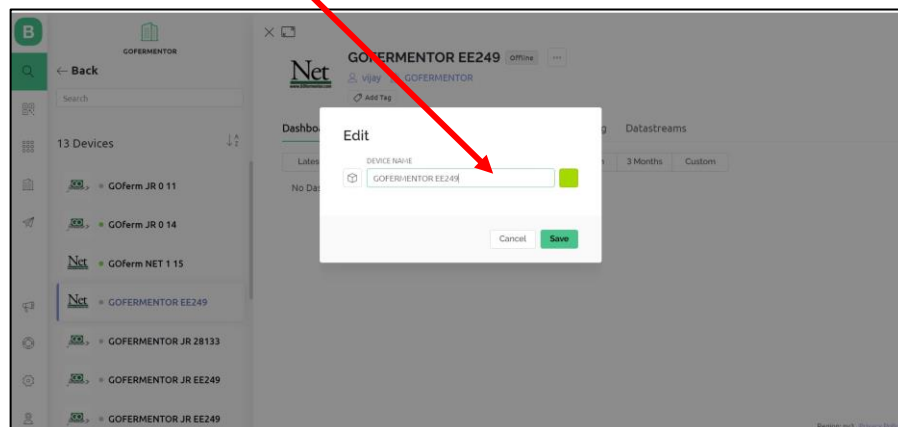 B
GOFERMENTOR
← Back
Search
13 Devices
GOferm JR 0 11
GOferm JR 0 14
Net
GOferm NET 1 15
Net
GOFERMENTOR EE249
GOFERMENTOR JR 28133
GOFERMENTOR JR EE249
GOFERMENTOR JR EE249
Net
GOFERMENTOR EE249 Offline ...
vijay GOFERMENTOR
Add Tag
Dashbo
Datastreams
Lates
3 Months Custom
No Da
Edit
DEVICE NAME
GOFERMENTOR EE249
Cancel Save